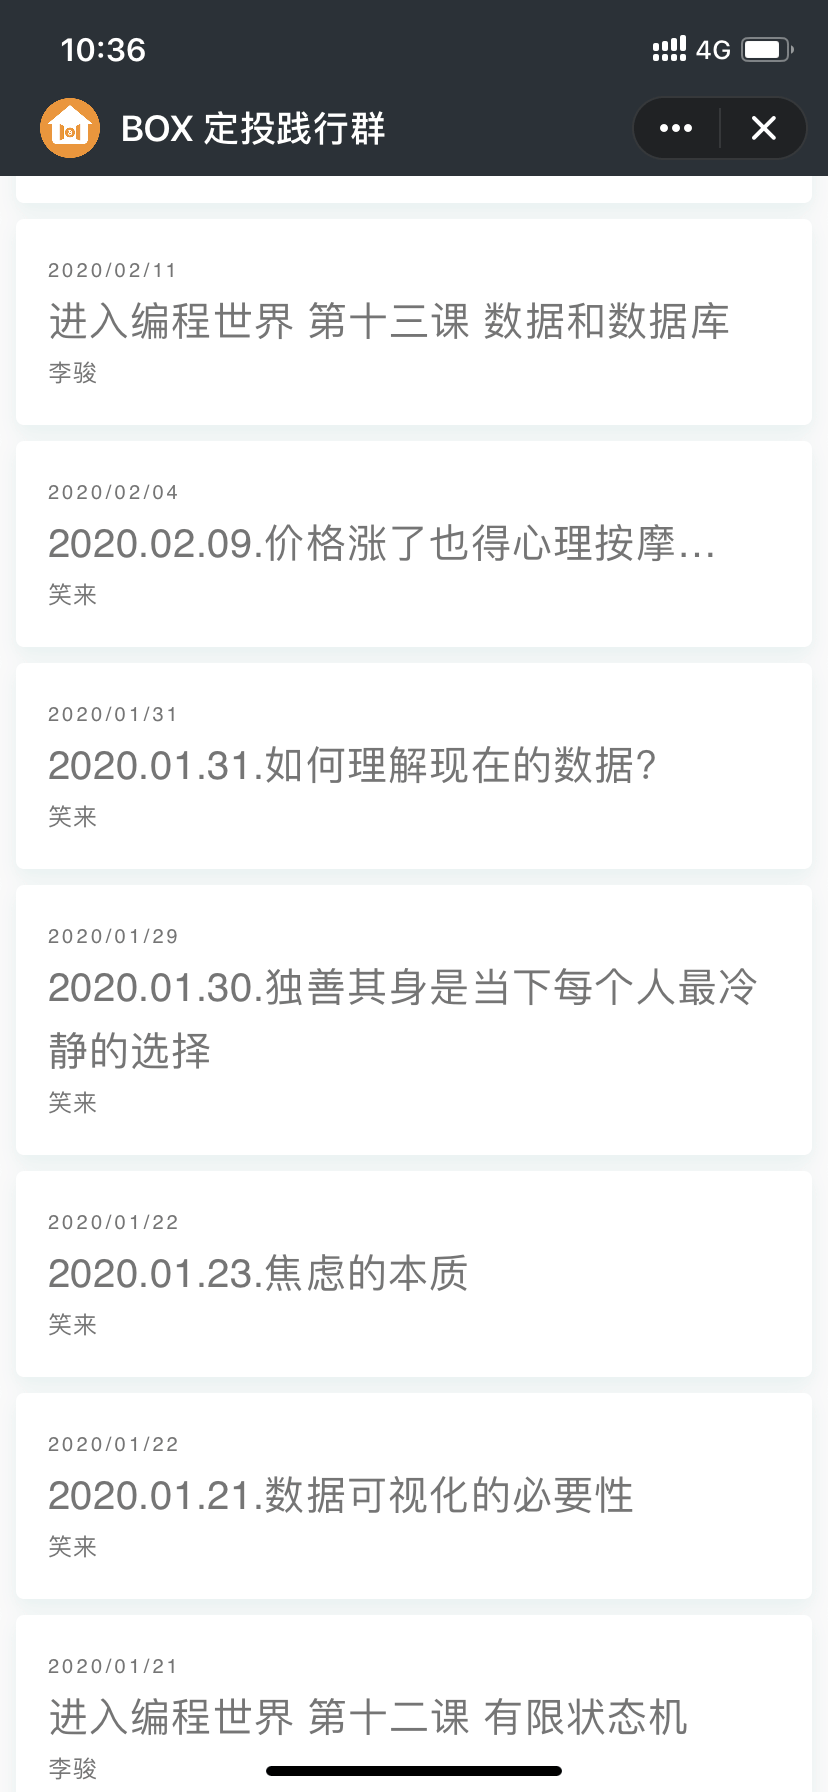 10:36
4G
BOX 定投践行群
2020/02/11
进入编程世界 第十三课 数据和数据库
李骏
2020/02/04
2020.02.09.价格涨了也得心理按摩...
笑来
2020/01/31
2020.01.31.如何理解现在的数据?
笑来
2020/01/29
2020.01.30.独善其身是当下每个人最冷
静的选择
笑来
2020/01/22
2020.01.23.焦虑的本质
笑来
2020/01/22
2020.01.21.数据可视化的必要性
笑来
2020/01/21
进入编程世界 第十二课 有限状态机
李骏